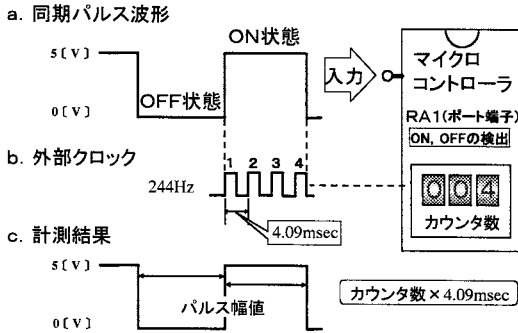 a. 同期パルス波形
5〔V〕
ON状態
OFF状態
0〔V〕
入力
マイクロ
コントローラ
RA1(ポート端子)
ON, OFFの検出
b. 外部クロック
1 2 3 4
244Hz
4.09msec
004
カウンタ数
c. 計測結果
5〔V〕
パルス幅値
0〔V〕
カウンタ数×4.09msec